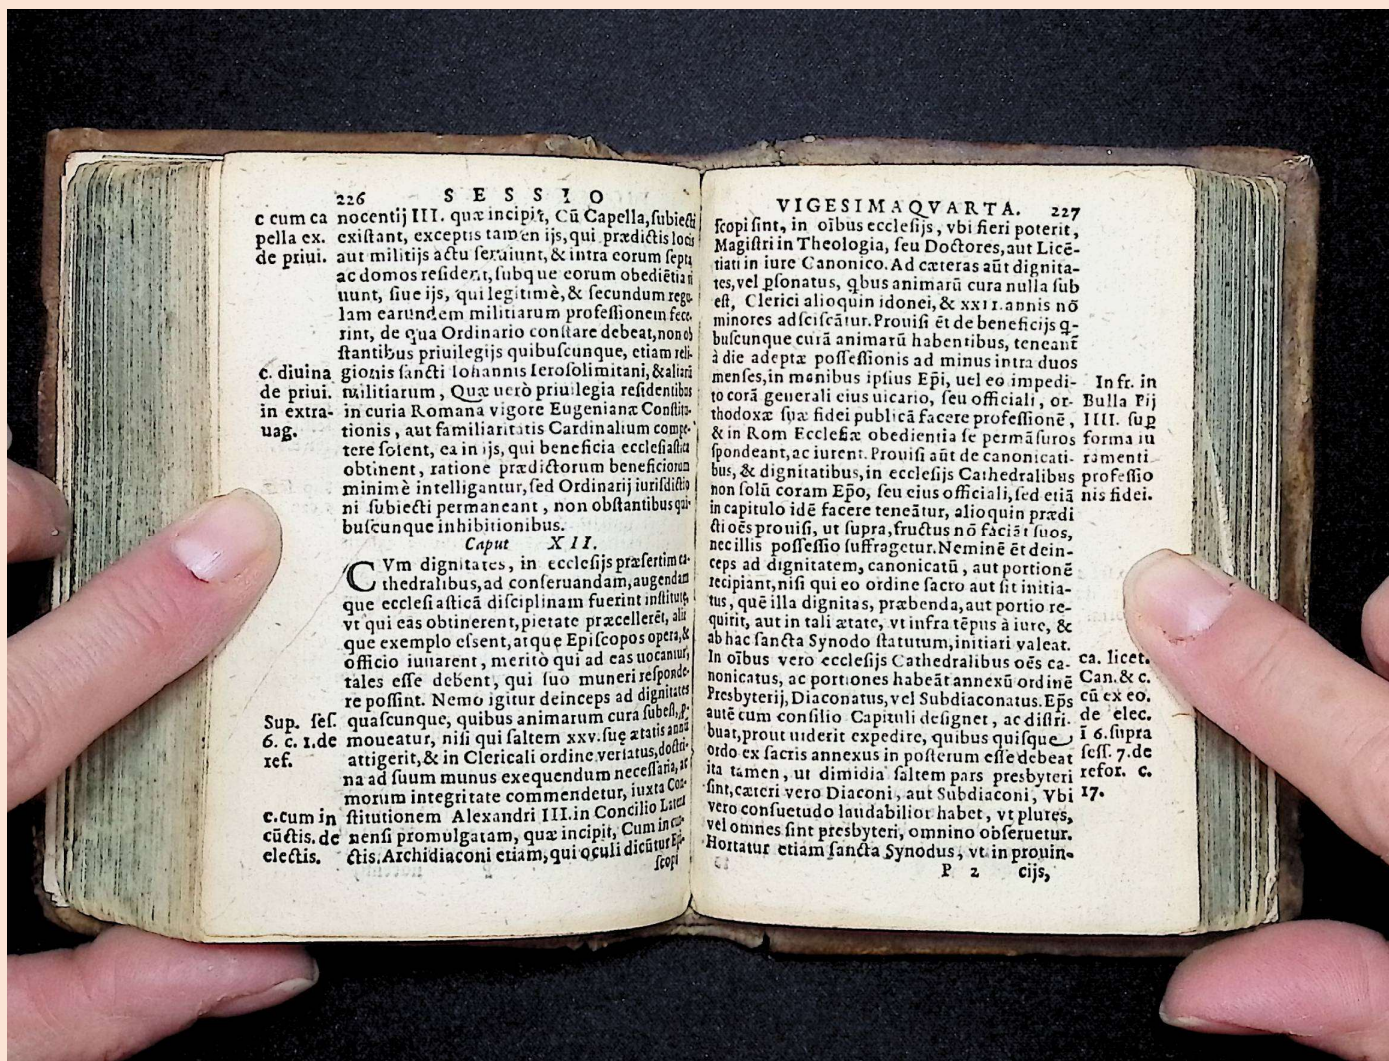 226 SESSIO
c cum ca
pella ex.
de priui.
nocentij III. quæ incipit, Cũ Capella, ſubiecti
exiſtant, exceptis tamen ijs, qui prædictis locis
aut militijs actu ſeruiunt, & intra eorum ſepta
ac domos reſident, ſubque eorum obediẽtia ui
uunt, ſiue ijs, qui legitimè, & ſecundum regu-
lam earundem militiarum profeſſionem fece-
rint, de qua Ordinario conſtare debeat, non ob
ſtantibus priuilegijs quibuſcunque, etiam reli-
c. diuina
de priui.
in extra-
uag.
gionis ſancti Iohannis Ieroſolimitani, & aliarũ
militiarum, Quæ uerò priuilegia reſidentibus
in curia Romana vigore Eugenianæ Conſtitu-
tionis, aut familiaritatis Cardinalium compe-
tere ſolent, ea in ijs, qui beneficia eccleſiaſtica
obtinent, ratione prædictorum beneficiorum
minimè intelligantur, ſed Ordinarij iuriſdictio
ni ſubiecti permaneant, non obſtantibus qui-
buſcunque inhibitionibus.
Caput XII.
CVm dignitates, in eccleſijs præſertim ca-
thedralibus, ad conſeruandam, augendam
que eccleſiaſticã diſciplinam fuerint inſtitutę,
vt qui eas obtinerent, pietate præcellerẽt, alijs
que exemplo eſsent, atque Epiſcopos opera, &
officio iuuarent, meritò qui ad eas uocantur,
tales eſſe debent, qui ſuo muneri reſponde-
re poſſint. Nemo igitur deinceps ad dignitates
Sup. ſeſ.
6. c. 1. de
ref.
quaſcunque, quibus animarum cura ſubeſt, p-
moueatur, niſi qui ſaltem xxv. ſuę ætatis annũ
attigerit, & in Clericali ordine verſatus, doctri-
na ad ſuum munus exequendum neceſſaria, ac
morum integritate commendetur, iuxta Con-
c. cum in
cũctis. de
electis.
ſtitutionem Alexandri III. in Concilio Latera
nenſi promulgatam, quæ incipit, Cum in cun-
ctis. Archidiaconi etiam, qui oculi dicũtur Epi-
ſcopi
VIGESIMAQVARTA. 227
ſcopi ſint, in oĩbus eccleſijs, vbi fieri poterit,
Magiſtri in Theologia, ſeu Doctores, aut Licẽ-
tiati in iure Canonico. Ad cæteras aũt dignita-
tes, vel ꝑſonatus, qbus animarũ cura nulla ſub
eſt, Clerici alioquin idonei, & xxii. annis nõ
minores adſciſcãtur. Prouiſi ẽt de beneficijs q-
buſcunque curã animarũ habentibus, teneant̃
à die adeptæ poſſeſſionis ad minus intra duos
menſes, in manibus ipſius Ep̃i, uel eo impedi-
to corã generali eius uicario, ſeu officiali, or-
thodoxæ ſuæ fidei publicã facere profeſſionẽ,
& in Rom Eccleſiæ obedientia ſe permãſuros
ſpondeant, ac iurent. Prouiſi aũt de canonicati-
bus, & dignitatibus, in eccleſijs Cathedralibus
non ſolũ coram Ep̃o, ſeu eius officiali, ſed etiã
in capitulo idẽ facere teneãtur, alioquin prædi
cti oẽs prouiſi, ut ſupra, fructus nõ faciãt ſuos,
nec illis poſſeſſio ſuffragetur. Neminẽ ẽt dein-
ceps ad dignitatem, canonicatũ, aut portionẽ
recipiant, niſi qui eo ordine ſacro aut ſit initia-
tus, quẽ illa dignitas, præbenda, aut portio re-
quirit, aut in tali ætate, vt infra tẽpus à iure, &
ab hac ſancta Synodo ſtatutum, initiari valeat.
In oĩbus vero eccleſijs Cathedralibus oẽs ca-
nonicatus, ac portiones habeãt annexũ ordinẽ
Presbyterij, Diaconatus, vel Subdiaconatus. Ep̃s
autẽ cum conſilio Capituli deſignet, ac diſtri-
buat, prout uiderit expedire, quibus quiſque
ordo ex ſacris annexus in poſterum eſſe debeat
ita tamen, ut dimidia ſaltem pars presbyteri
ſint, cæteri vero Diaconi, aut Subdiaconi, Vbi
vero conſuetudo laudabilior habet, vt plures,
vel omnes ſint presbyteri, omnino obſeruetur.
Hortatur etiam ſancta Synodus, vt in prouin-
P 2 cijs,
Infr. in
Bulla Pij
IIII. ſuꝑ
forma iu
ramenti
profeſſio
nis fidei.
ca. licet.
Can. & c.
cũ ex eo.
de elec.
ĩ 6. ſupra
ſeſſ. 7. de
refor. c.
17.